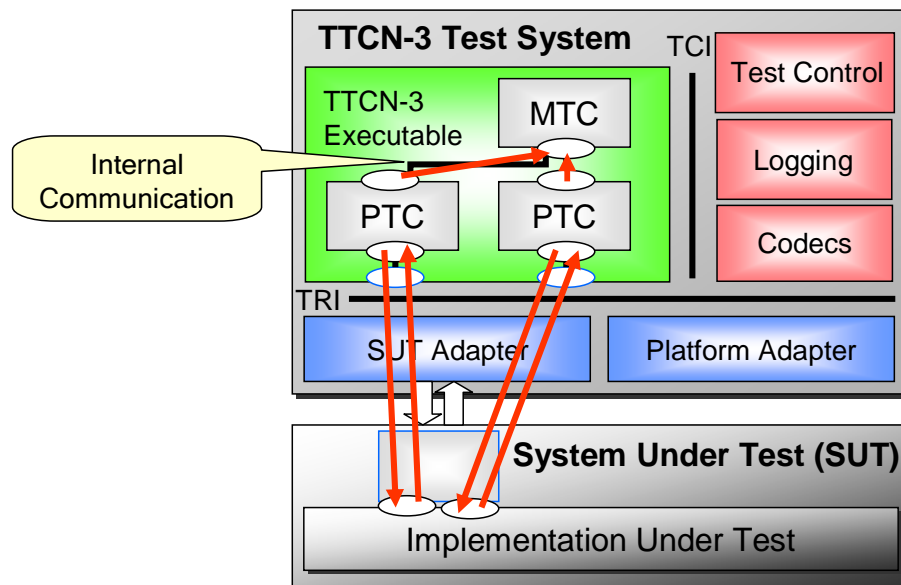 TTCN-3 Test System
TCI
Test Control
TTCN-3
Executable
MTC
Internal
Communication
Logging
PTC
PTC
Codecs
TRI
SUT Adapter
Platform Adapter
System Under Test (SUT)
Implementation Under Test